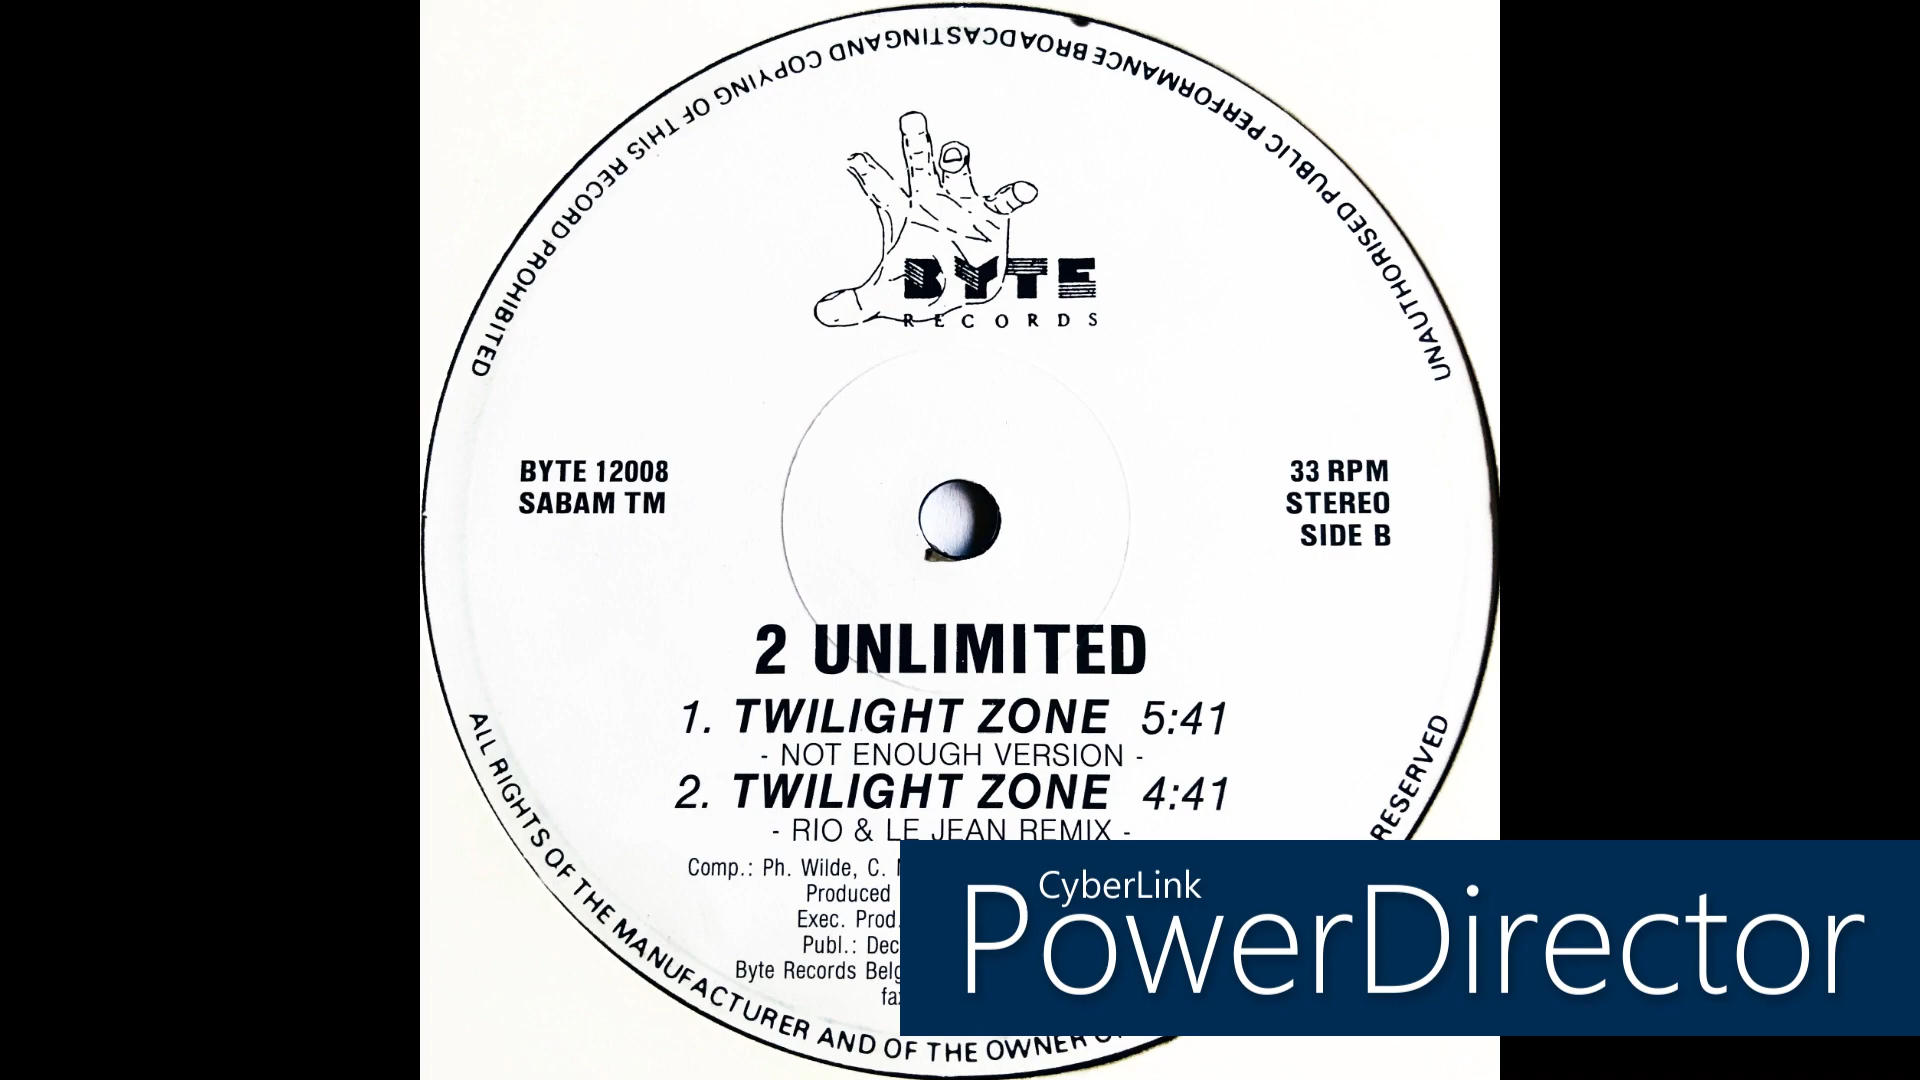 UNAUTHORISED PUBLIC PERFORMANCE BROADCASTING AND COPYING OF THIS RECORD PROHIBITED
BYTE
RECORDS
BYTE 12008
SABAM TM
33 RPM
STEREO
SIDE B
2 UNLIMITED
1. TWILIGHT ZONE 5:41
- NOT ENOUGH VERSION -
2. TWILIGHT ZONE 4:41
- RIO & LE JEAN REMIX -
Comp.: Ph. Wilde, C.
Produced
Exec. Prod.
Publ.:
Byte Records
ALL RIGHTS OF THE MANUFACTURER AND OF THE OWNER
RESERVED
CyberLink
PowerDirector